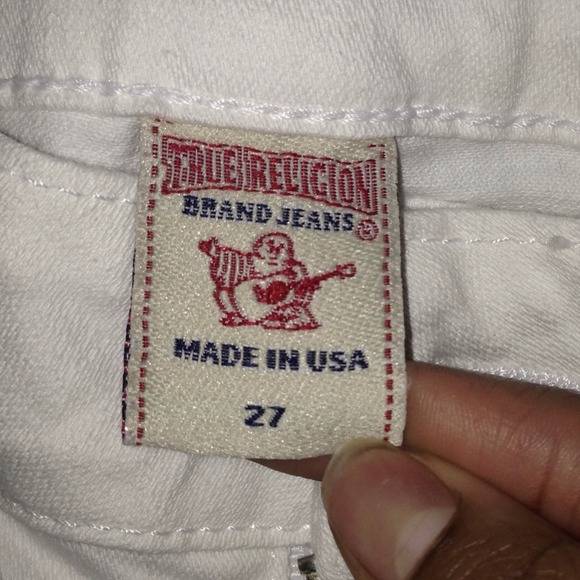 TRUE RELIGION
BRAND JEANS ®
MADE IN USA
27